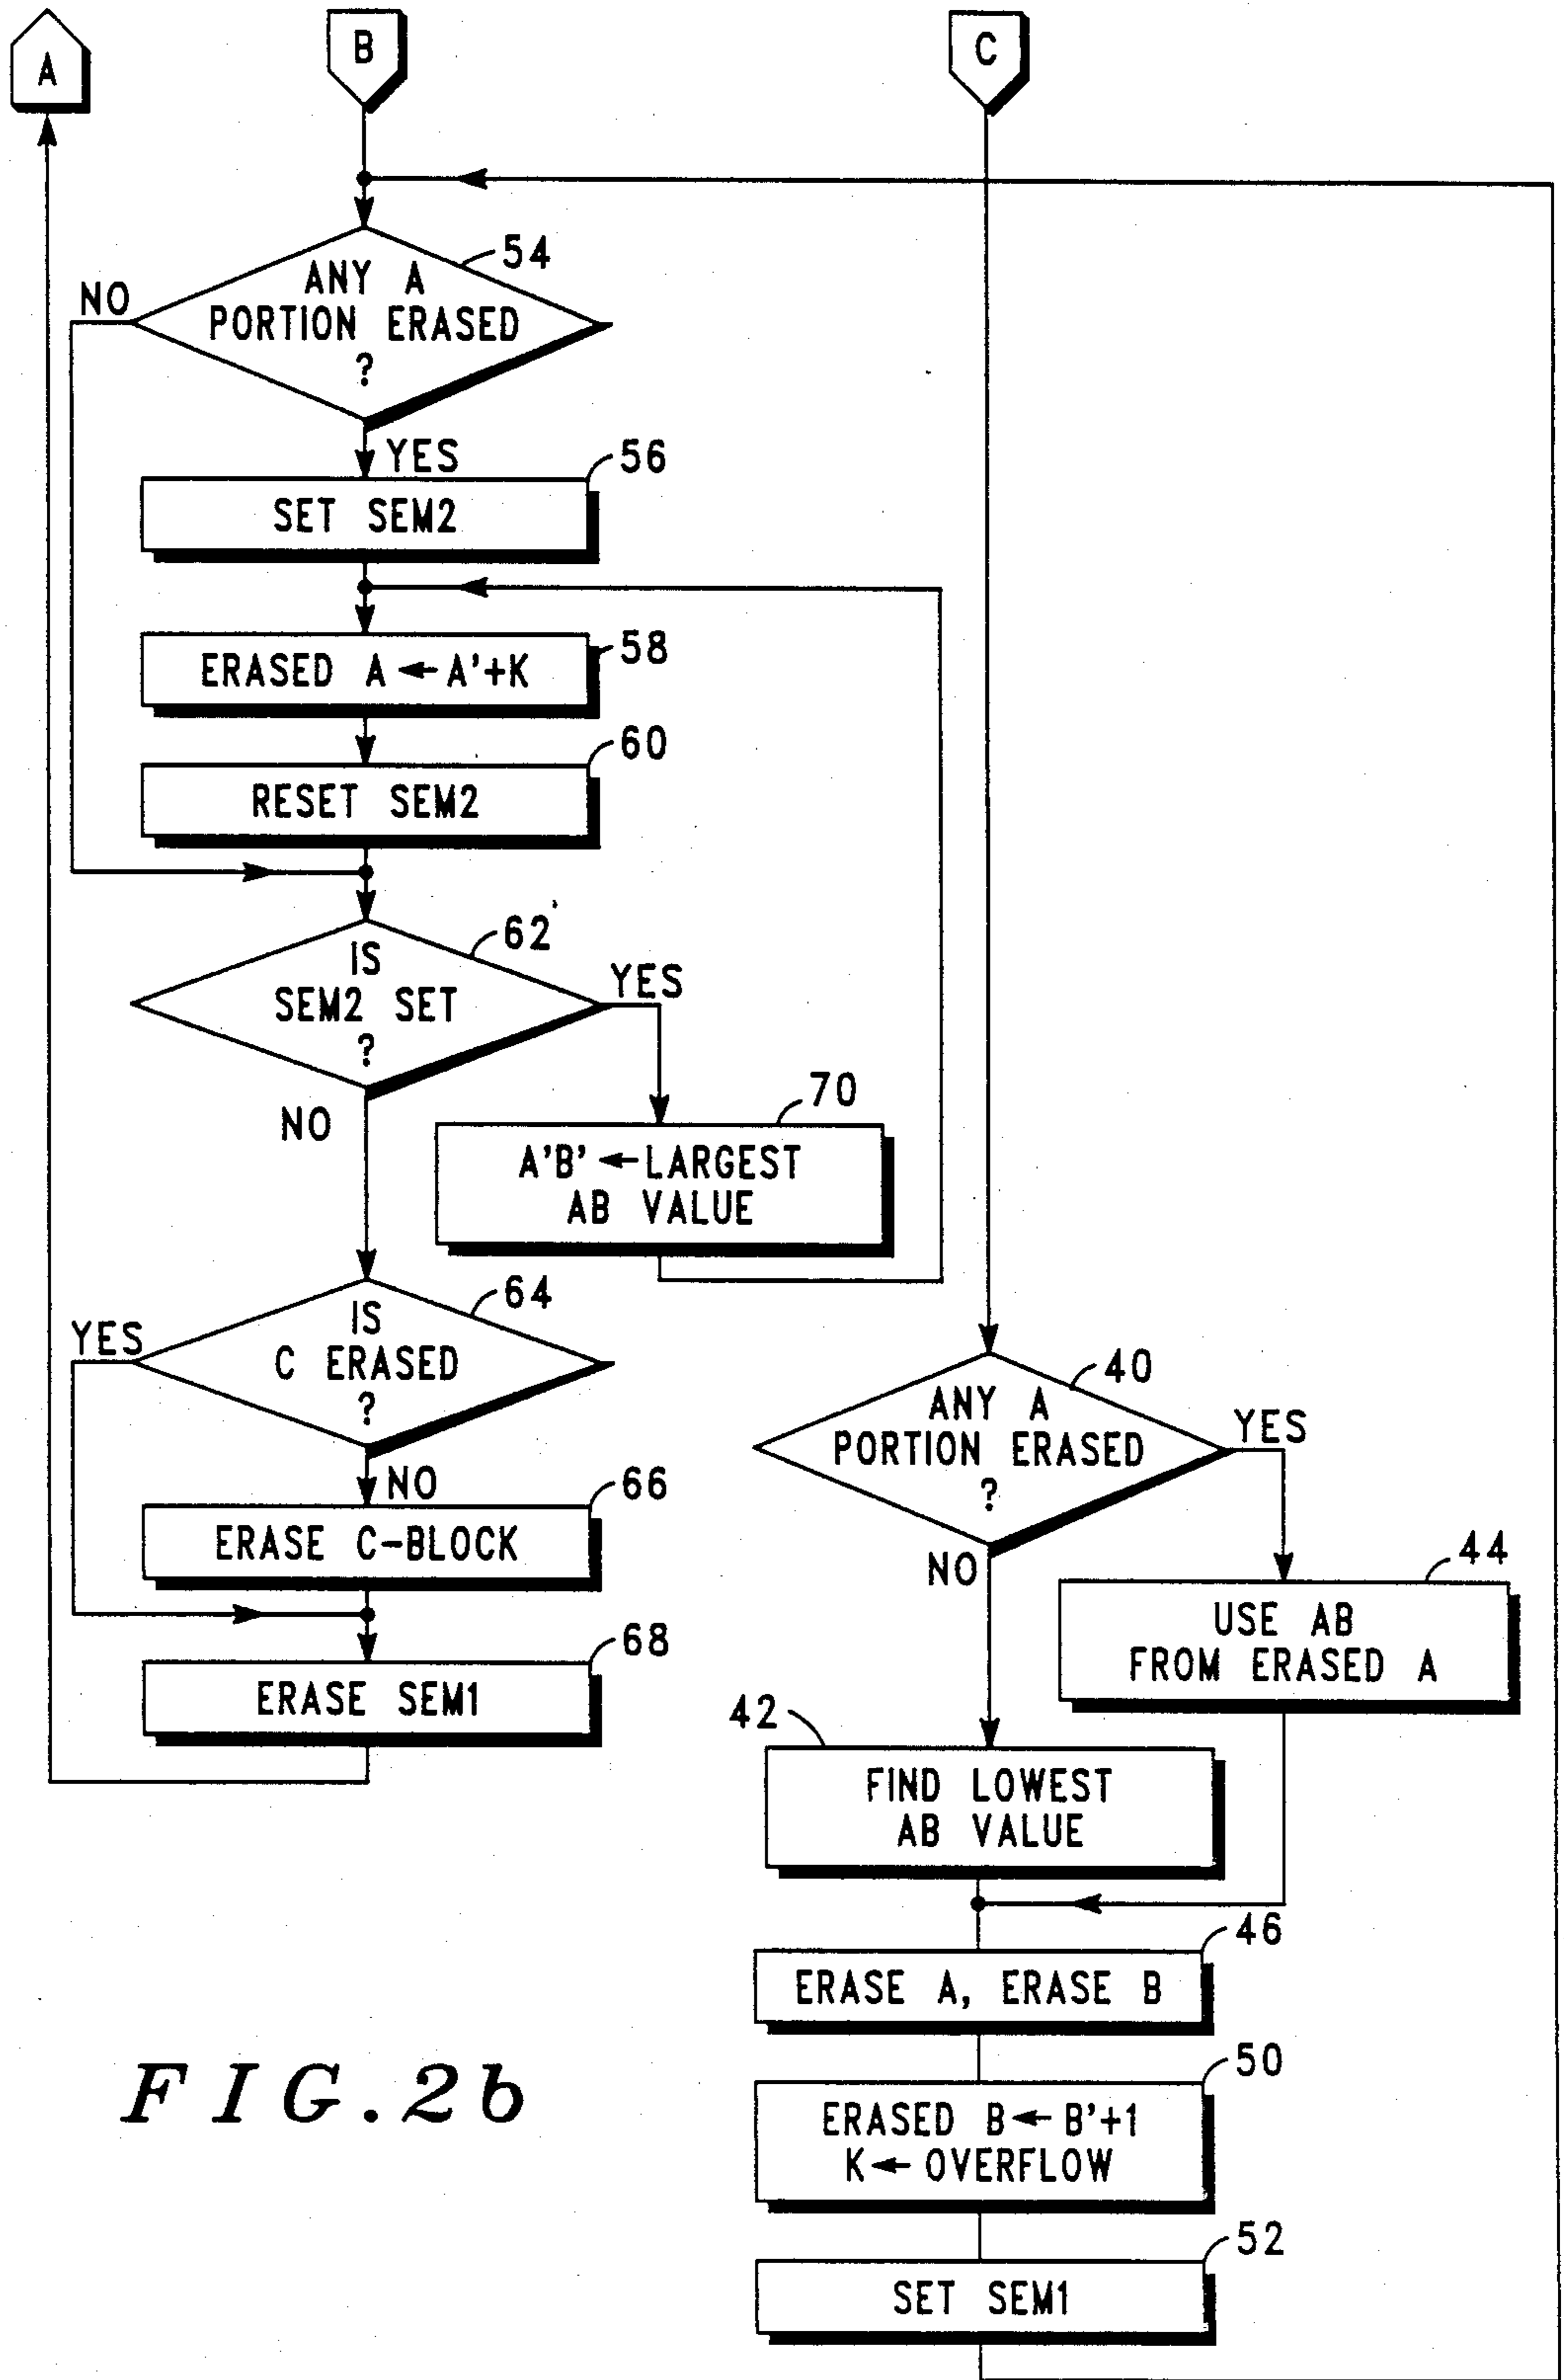 A
B
C
54
ANY A
PORTION ERASED
?
NO
YES
56
SET SEM2
58
ERASED A ← A'+K
60
RESET SEM2
62
IS
SEM2 SET
?
YES
NO
70
A'B' ← LARGEST
AB VALUE
64
IS
C ERASED
?
YES
NO
66
ERASE C-BLOCK
68
ERASE SEM1
40
ANY A
PORTION ERASED
?
YES
NO
44
USE AB
FROM ERASED A
42
FIND LOWEST
AB VALUE
46
ERASE A, ERASE B
50
ERASED B ← B'+1
K ← OVERFLOW
52
SET SEM1
FIG. 2b